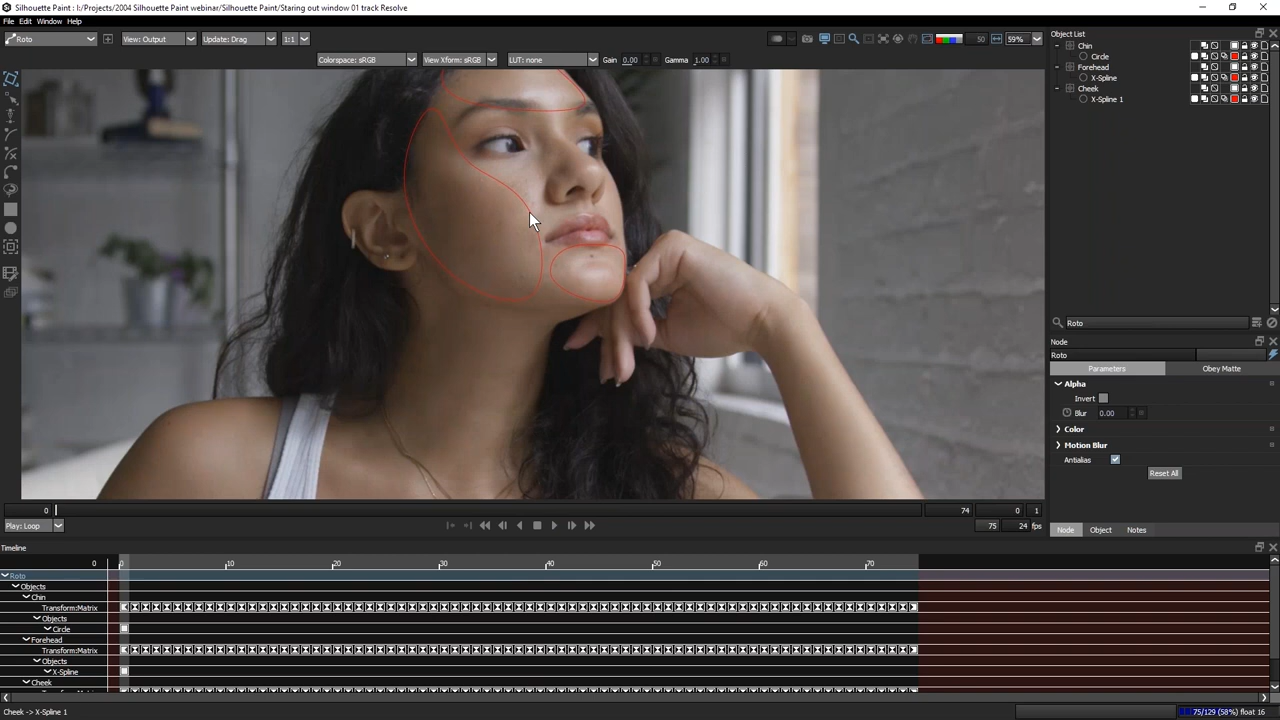 Silhouette Paint : I:/Projects/2004 Silhouette Paint webinar/Silhouette Paint/Staring out window 01 track Resolve
File Edit Window Help
Roto View: Output Update: Drag 1:1 50 59%
Colorspace: sRGB View Xform: sRGB LUT: none Gain 0.00 Gamma 1.00
Object List
Chin
Circle
Forehead
X-Spline
Cheek
X-Spline 1
Roto
Node
Roto
Parameters Obey Matte
Alpha
Invert
Blur 0.00
Color
Motion Blur
Antialias
Reset All
0 74 0 1
Play: Loop 75 24 fps
Node Object Notes
Timeline
0 0 10 20 30 40 50 60 70
Roto
Objects
Chin
Transform:Matrix
Objects
Circle
Forehead
Transform:Matrix
Objects
X-Spline
Cheek
Transform:Matrix
Cheek -> X-Spline 1 75/129 (58%) float 16